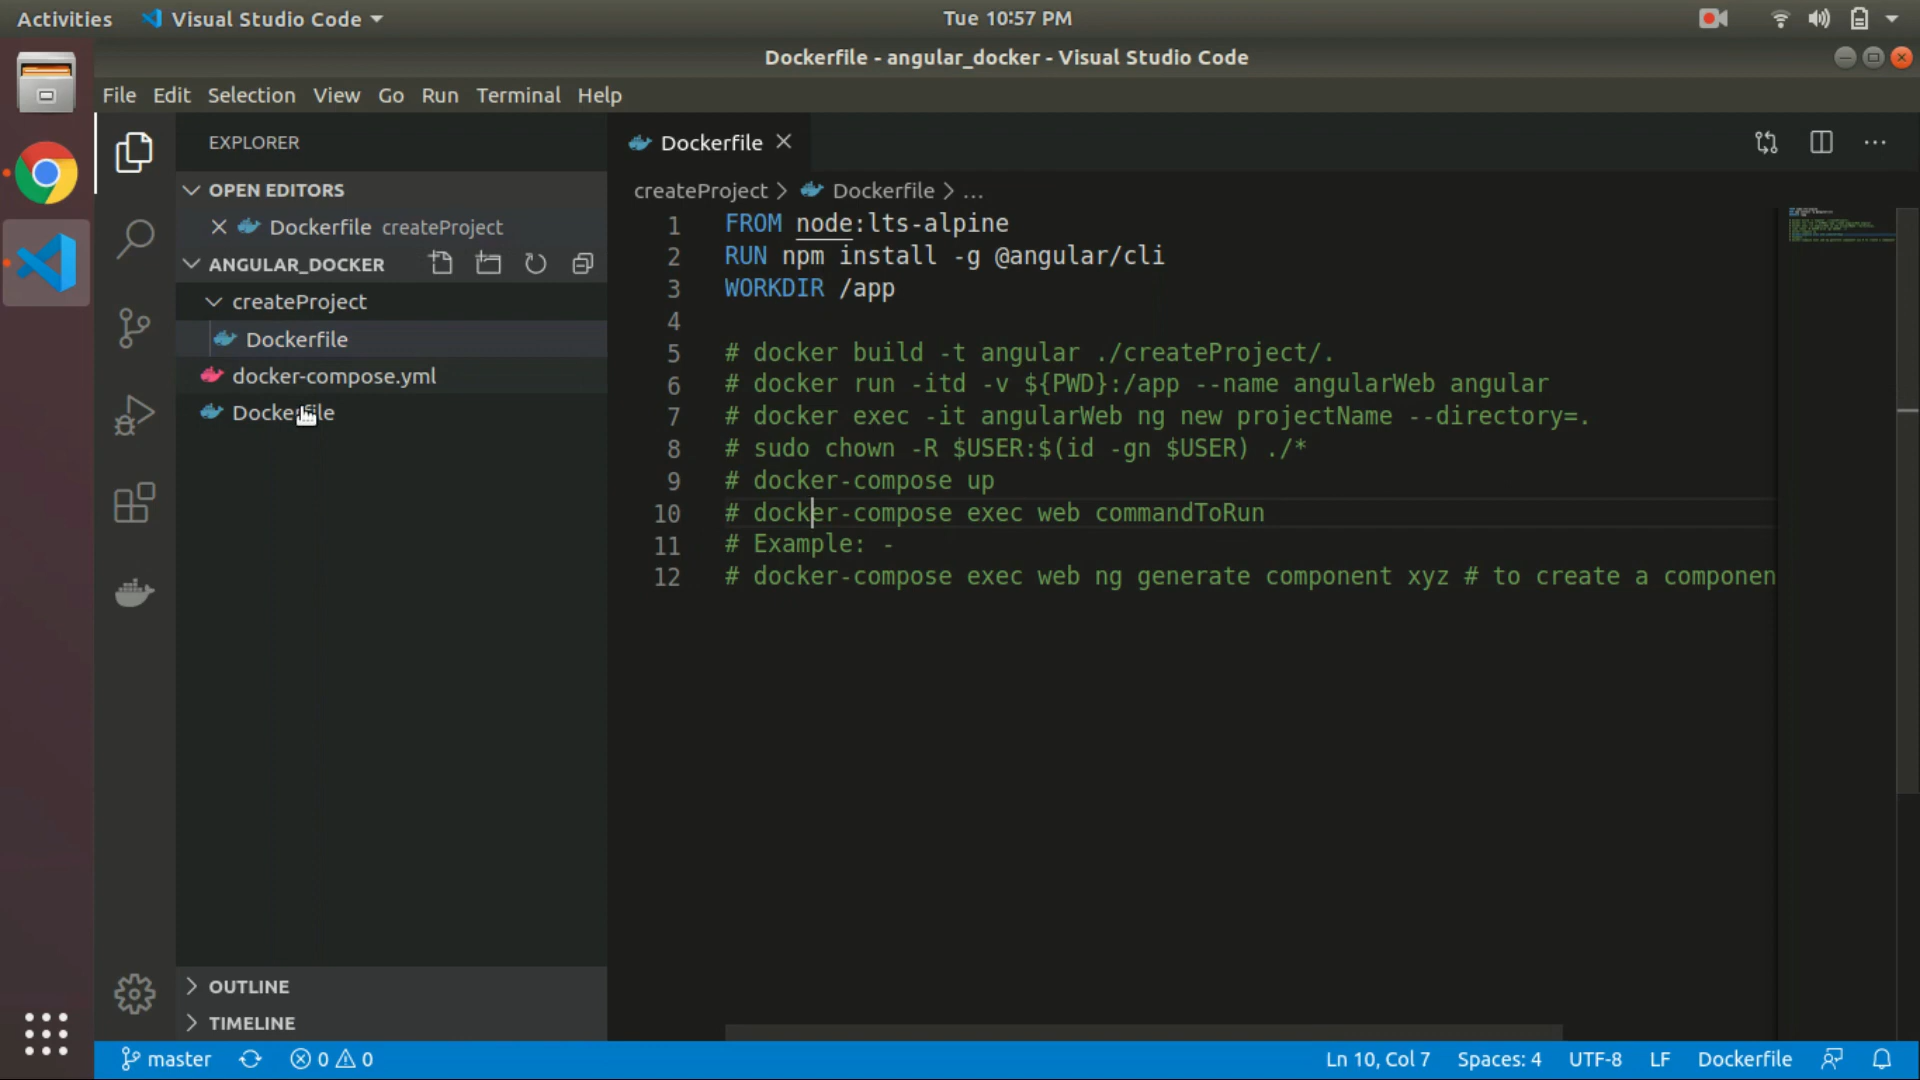 Activities
Visual Studio Code
Tue 10:57 PM
Dockerfile - angular_docker - Visual Studio Code
File Edit Selection View Go Run Terminal Help
EXPLORER
OPEN EDITORS
Dockerfile createProject
ANGULAR_DOCKER
createProject
Dockerfile
docker-compose.yml
Dockerfile
OUTLINE
TIMELINE
Dockerfile
createProject > Dockerfile > ...
1 FROM node:lts-alpine
2 RUN npm install -g @angular/cli
3 WORKDIR /app
4
5 # docker build -t angular ./createProject/.
6 # docker run -itd -v ${PWD}:/app --name angularWeb angular
7 # docker exec -it angularWeb ng new projectName --directory=.
8 # sudo chown -R $USER:$(id -gn $USER) ./*
9 # docker-compose up
10 # docker-compose exec web commandToRun
11 # Example: -
12 # docker-compose exec web ng generate component xyz # to create a componen
master 0 0
Ln 10, Col 7 Spaces: 4 UTF-8 LF Dockerfile